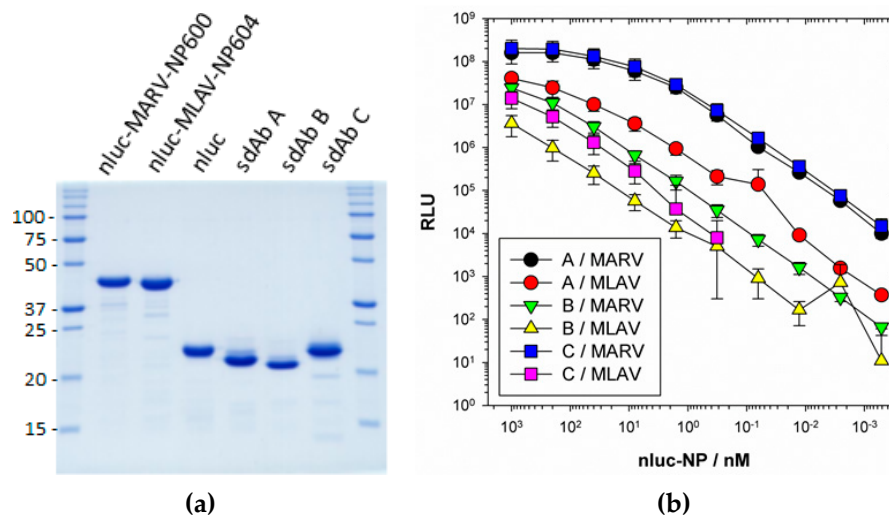 nluc-MARV-NP600
nluc-MLAV-NP604
nluc
sdAb A
sdAb B
sdAb C
100 -
75 -
50 -
37 -
25 -
20 -
15 -
(a)
RLU
10⁹
10⁸
10⁷
10⁶
10⁵
10⁴
10³
10²
10¹
10⁰
A / MARV
A / MLAV
B / MARV
B / MLAV
C / MARV
C / MLAV
10³ 10² 10¹ 10⁰ 10⁻¹ 10⁻² 10⁻³
nluc-NP / nM
(b)